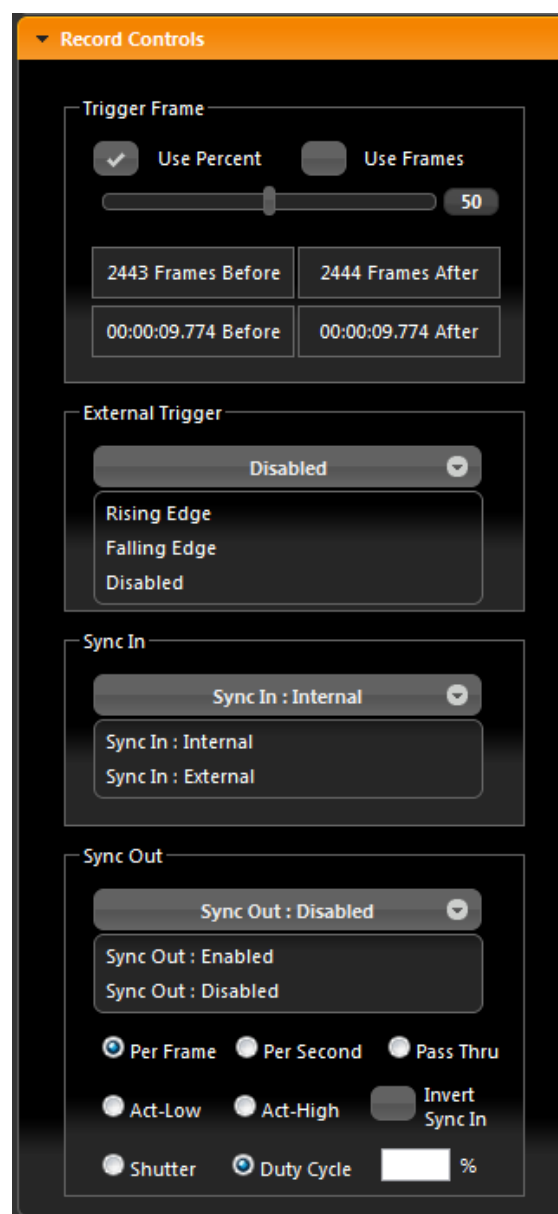 Record Controls
Trigger Frame
Use Percent Use Frames
50
2443 Frames Before 2444 Frames After
00:00:09.774 Before 00:00:09.774 After
External Trigger
Disabled
Rising Edge
Falling Edge
Disabled
Sync In
Sync In : Internal
Sync In : Internal
Sync In : External
Sync Out
Sync Out : Disabled
Sync Out : Enabled
Sync Out : Disabled
Per Frame Per Second Pass Thru
Act-Low Act-High Invert
Sync In
Shutter Duty Cycle %